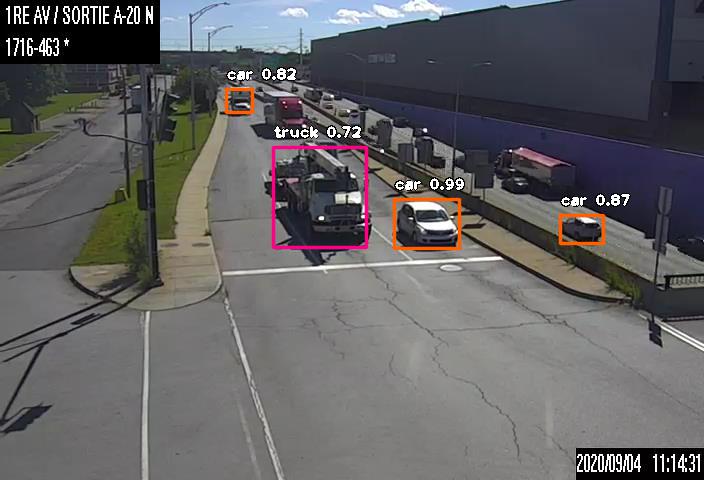 1RE AV / SORTIE A-20 N
1716-463 *
car 0.82
truck 0.72
car 0.99
car 0.87
2020/09/04 11:14:31